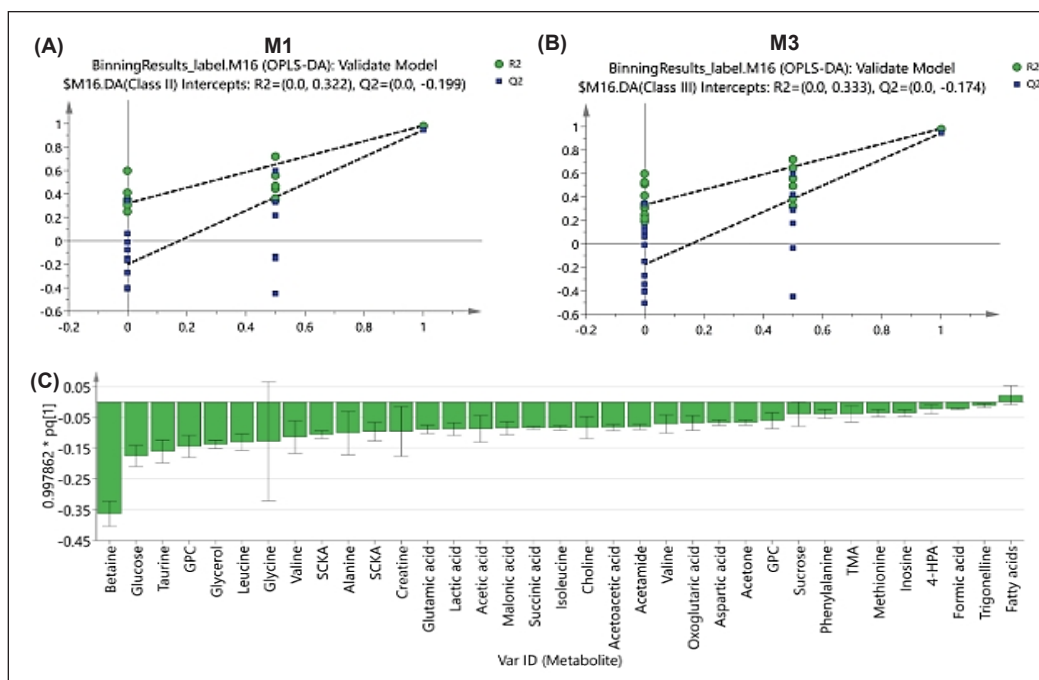 (A) M1
BinningResults_label.M16 (OPLS-DA): Validate Model
$M16.DA(Class II) Intercepts: R2=(0.0, 0.322), Q2=(0.0, -0.199)
R2
Q2
1
0.8
0.6
0.4
0.2
0
-0.2
-0.4
-0.6
-0.2 0 0.2 0.4 0.6 0.8 1
(B) M3
BinningResults_label.M16 (OPLS-DA): Validate Model
$M16.DA(Class III) Intercepts: R2=(0.0, 0.333), Q2=(0.0, -0.174)
R2
Q2
1
0.8
0.6
0.4
0.2
0
-0.2
-0.4
-0.6
-0.2 0 0.2 0.4 0.6 0.8 1
(C)
0.997862 * pq[1]
0.05
-0.05
-0.15
-0.25
-0.35
-0.45
Betaine
Glucose
Taurine
GPC
Glycerol
Leucine
Glycine
Valine
SCKA
Alanine
SCKA
Creatine
Glutamic acid
Lactic acid
Acetic acid
Malonic acid
Succinic acid
Isoleucine
Choline
Acetoacetic acid
Acetamide
Valine
Oxoglutaric acid
Aspartic acid
Acetone
GPC
Sucrose
Phenylalanine
TMA
Methionine
Inosine
4-HPA
Formic acid
Trigonelline
Fatty acids
Var ID (Metabolite)